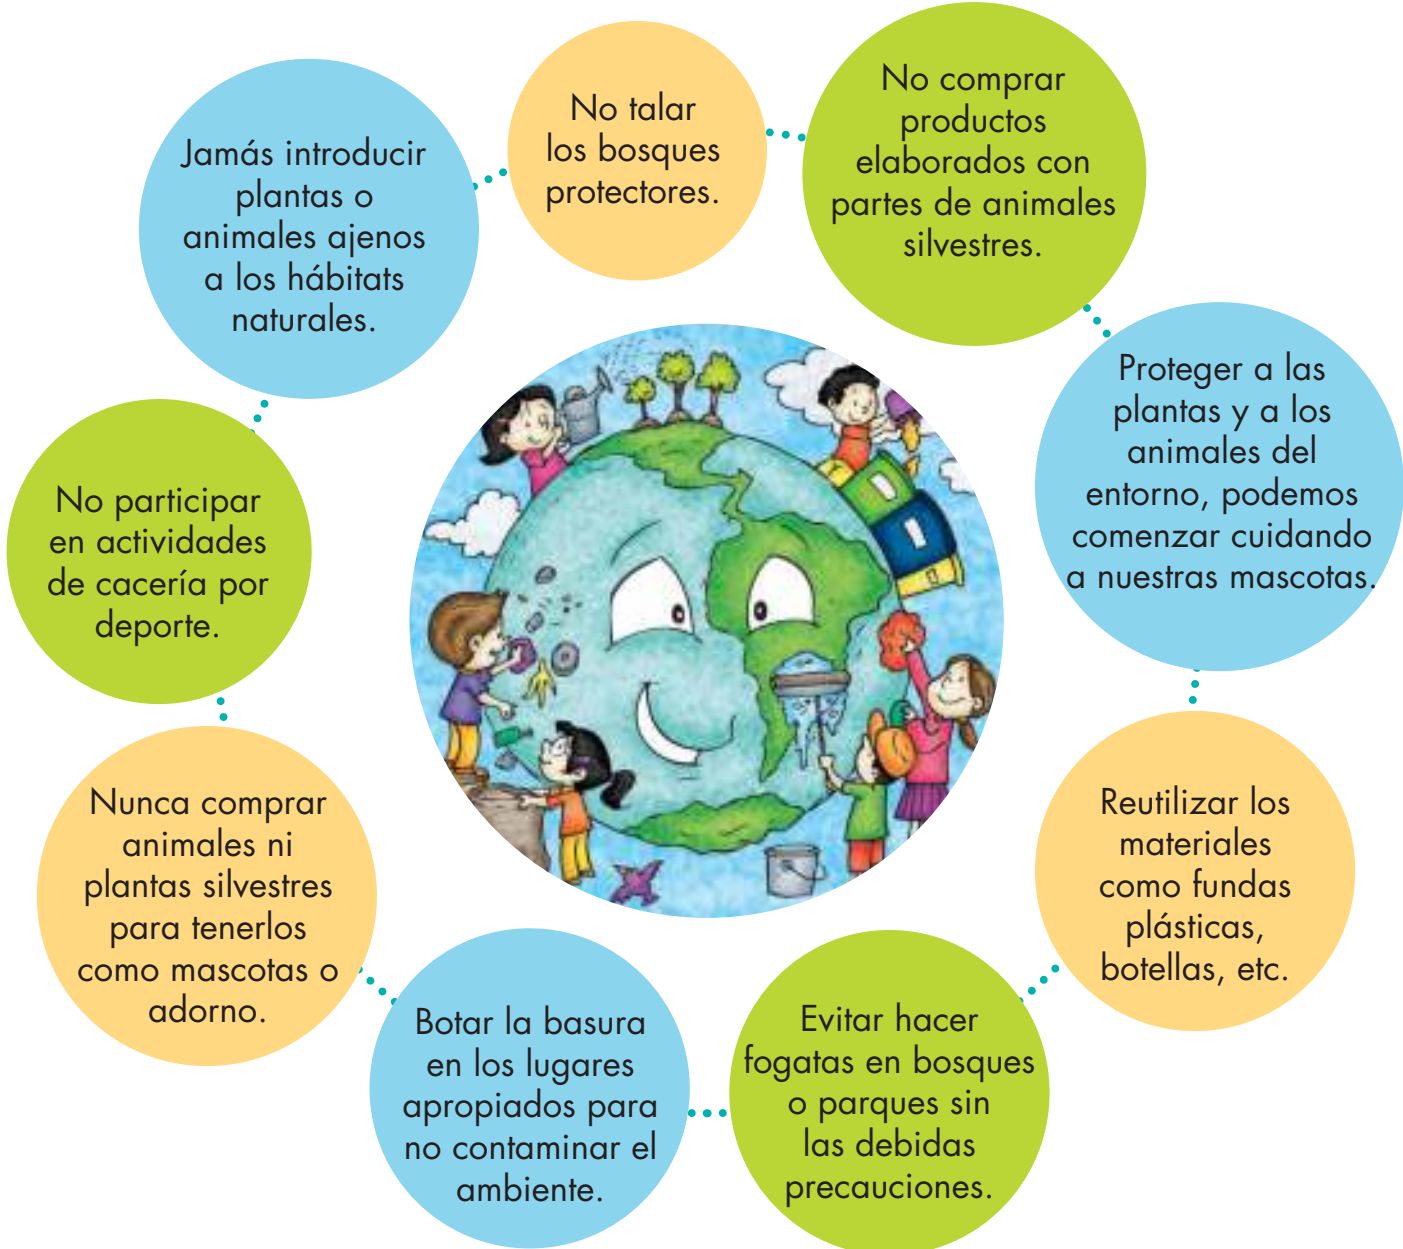 No talar
los bosques
protectores.
No comprar
productos
elaborados con
partes de animales
silvestres.
Proteger a las
plantas y a los
animales del
entorno, podemos
comenzar cuidando
a nuestras mascotas.
Reutilizar los
materiales
como fundas
plásticas,
botellas, etc.
Evitar hacer
fogatas en bosques
o parques sin
las debidas
precauciones.
Botar la basura
en los lugares
apropiados para
no contaminar el
ambiente.
Nunca comprar
animales ni
plantas silvestres
para tenerlos
como mascotas o
adorno.
No participar
en actividades
de cacería por
deporte.
Jamás introducir
plantas o
animales ajenos
a los hábitats
naturales.